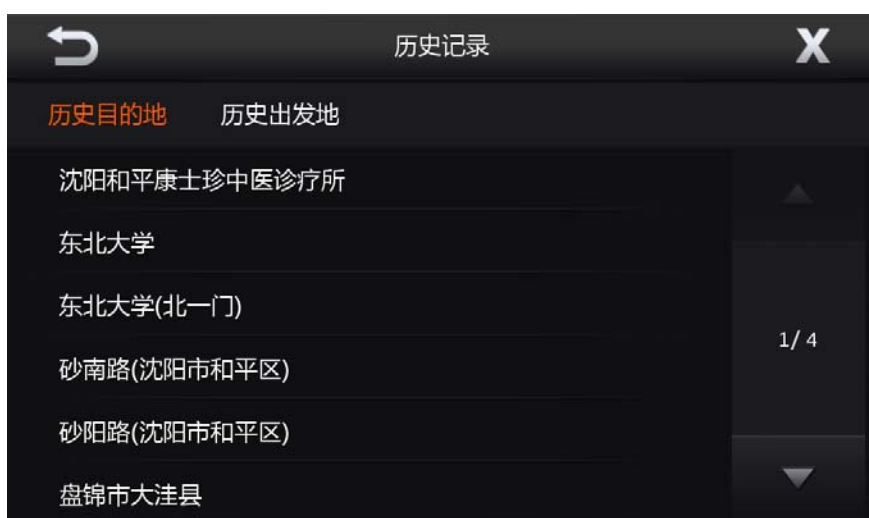 历史记录
X
历史目的地 历史出发地
沈阳和平康士珍中医诊疗所
东北大学
东北大学(北一门)
砂南路(沈阳市和平区)
1/4
砂阳路(沈阳市和平区)
盘锦市大洼县